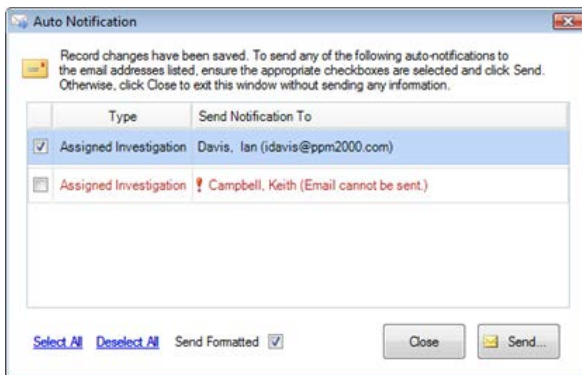 Auto Notification
Record changes have been saved. To send any of the following auto-notifications to
the email addresses listed, ensure the appropriate checkboxes are selected and click Send.
Otherwise, click Close to exit this window without sending any information.
Type Send Notification To
Assigned Investigation Davis, Ian (idavis@ppm2000.com)
Assigned Investigation Campbell, Keith (Email cannot be sent.)
Select All Deselect All Send Formatted Close Send...